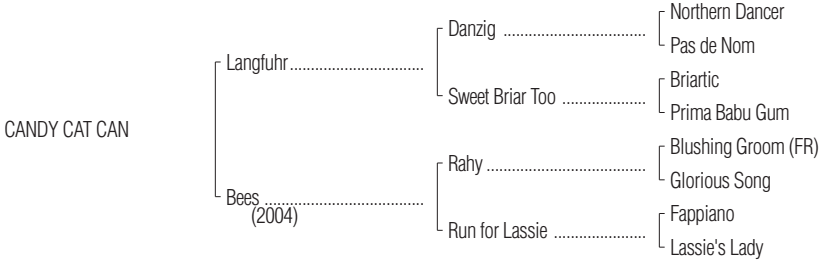 Northern Dancer
Danzig ..................................
Pas de Nom
Langfuhr................................
Briartic
Sweet Briar Too ....................
Prima Babu Gum
CANDY CAT CAN
Blushing Groom (FR)
Rahy ......................................
Glorious Song
Bees ......................................
(2004)
Fappiano
Run for Lassie ......................
Lassie's Lady